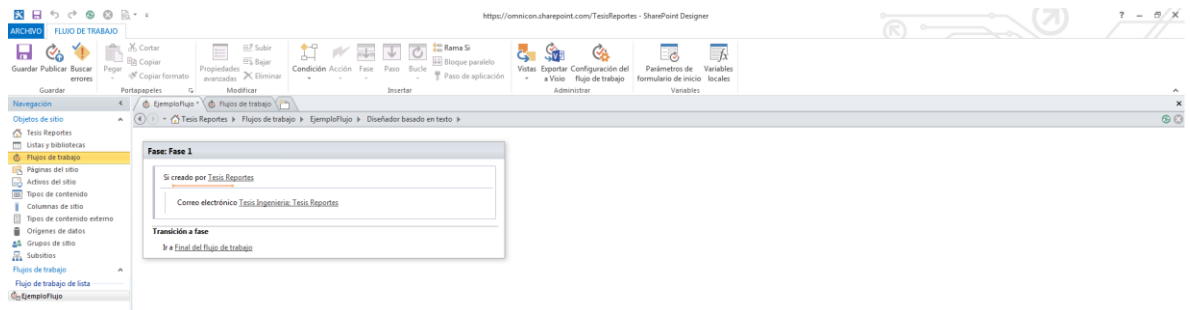 https://omnicon.sharepoint.com/TesisReportes - SharePoint Designer
ARCHIVO FLUJO DE TRABAJO
Guardar Publicar Buscar errores
Guardar
Pegar
Cortar
Copiar
Copiar formato
Portapapeles
Propiedades avanzadas
Subir
Bajar
Eliminar
Modificar
Condición Acción Fase Paso Bucle
Rama Si
Bloque paralelo
Paso de aplicación
Insertar
Vistas Exportar a Visio Configuración del flujo de trabajo
Administrar
Parámetros de formulario de inicio Variables locales
Variables
Navegación
EjemploFlujo * Flujos de trabajo
Tesis Reportes Flujos de trabajo EjemploFlujo Diseñador basado en texto
Objetos de sitio
Tesis Reportes
Listas y bibliotecas
Flujos de trabajo
Páginas del sitio
Activos del sitio
Tipos de contenido
Columnas de sitio
Tipos de contenido externo
Orígenes de datos
Grupos de sitio
Subsitios
Flujos de trabajo
Flujo de trabajo de lista
EjemploFlujo
Fase: Fase 1
Si creado por Tesis Reportes
Correo electrónico Tesis Ingenieria; Tesis Reportes
Transición a fase
Ir a Final del flujo de trabajo